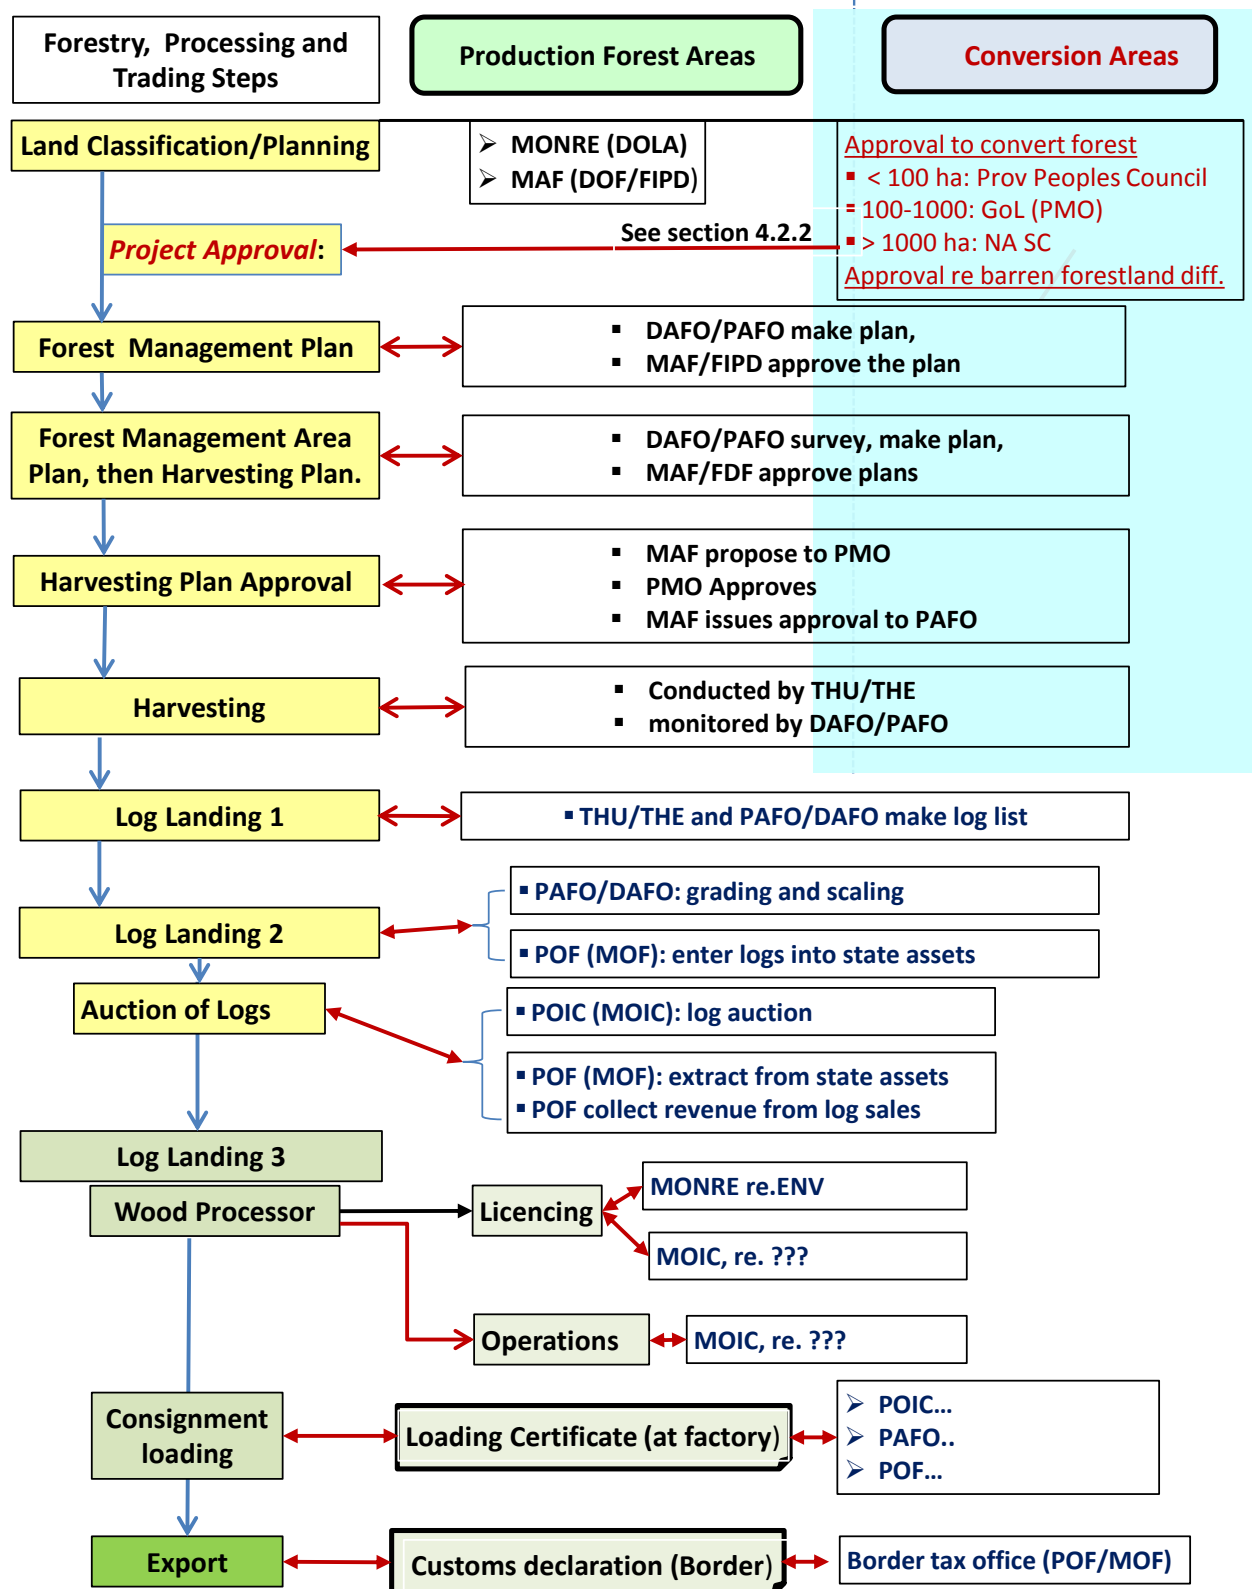 Forestry, Processing and
Trading Steps
Production Forest Areas
Conversion Areas
Land Classification/Planning
➢ MONRE (DOLA)
➢ MAF (DOF/FIPD)
Approval to convert forest
▪ < 100 ha: Prov Peoples Council
▪ 100-1000: GoL (PMO)
▪ > 1000 ha: NA SC
Approval re barren forestland diff.
See section 4.2.2
Project Approval:
Forest Management Plan
▪ DAFO/PAFO make plan,
▪ MAF/FIPD approve the plan
Forest Management Area
Plan, then Harvesting Plan.
▪ DAFO/PAFO survey, make plan,
▪ MAF/FDF approve plans
Harvesting Plan Approval
▪ MAF propose to PMO
▪ PMO Approves
▪ MAF issues approval to PAFO
Harvesting
▪ Conducted by THU/THE
▪ monitored by DAFO/PAFO
Log Landing 1
▪ THU/THE and PAFO/DAFO make log list
Log Landing 2
▪ PAFO/DAFO: grading and scaling
▪ POF (MOF): enter logs into state assets
Auction of Logs
▪ POIC (MOIC): log auction
▪ POF (MOF): extract from state assets
▪ POF collect revenue from log sales
Log Landing 3
Wood Processor
Licencing
MONRE re.ENV
MOIC, re. ???
Operations
MOIC, re. ???
Consignment
loading
Loading Certificate (at factory)
➢ POIC...
➢ PAFO..
➢ POF...
Export
Customs declaration (Border)
Border tax office (POF/MOF)